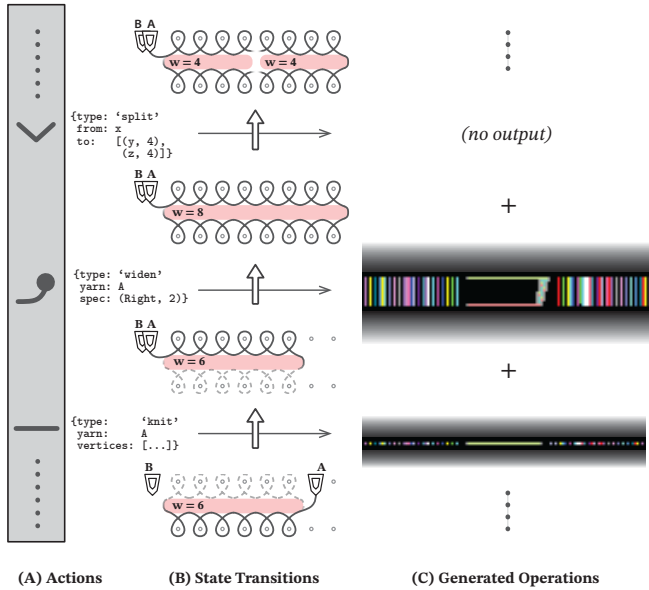 B A
w = 4
w = 4
{type: ‘split’
from: x
to: [(y, 4),
(z, 4)]}
(no output)
B A
w = 8
+
{type: ‘widen’
yarn: A
spec: (Right, 2)}
B A
w = 6
+
{type: ‘knit’
yarn: A
vertices: [...]}
B
A
w = 6
(A) Actions
(B) State Transitions
(C) Generated Operations